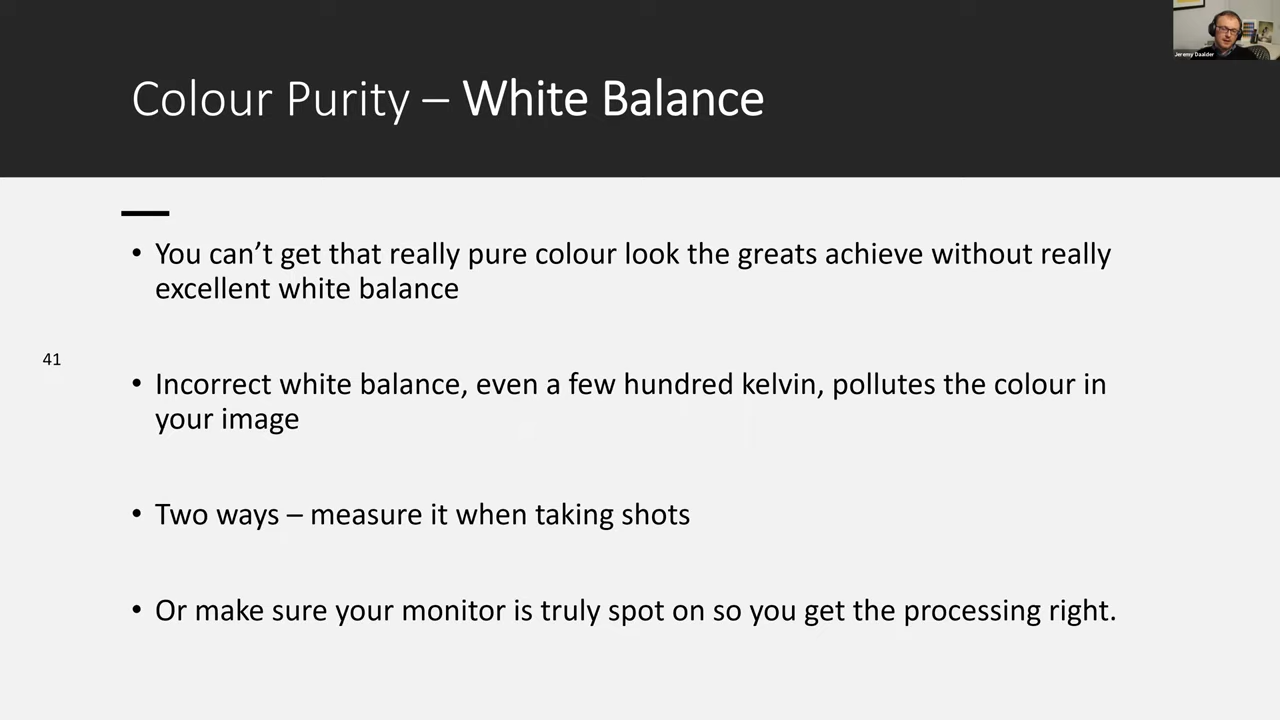 Jeremy Daalder
Colour Purity – White Balance
• You can’t get that really pure colour look the greats achieve without really
excellent white balance
41
• Incorrect white balance, even a few hundred kelvin, pollutes the colour in
your image
• Two ways – measure it when taking shots
• Or make sure your monitor is truly spot on so you get the processing right.